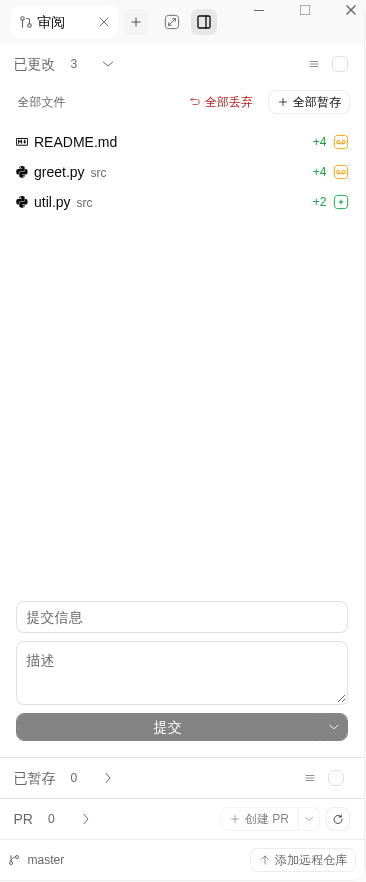 审阅
已更改 3
全部文件 全部丢弃 全部暂存
README.md +4
greet.py src +4
util.py src +2
提交信息
描述
提交
已暂存 0
PR 0 创建 PR
master 添加远程仓库